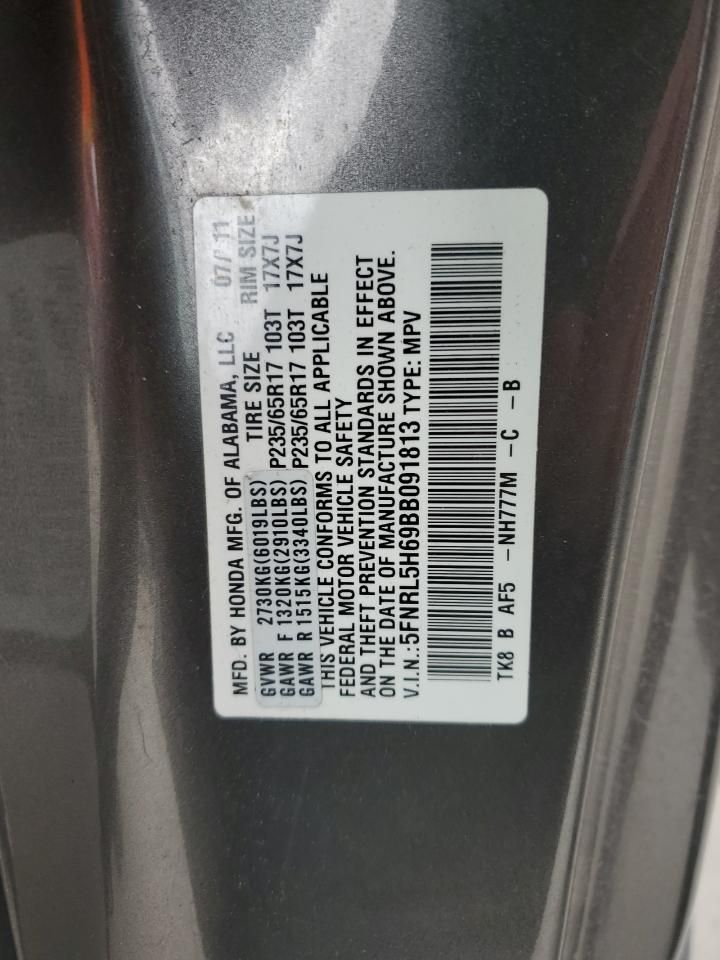 MFD. BY HONDA MFG. OF ALABAMA, LLC 07/11
TIRE SIZE RIM SIZE
GVWR 2730KG(6019LBS)
GAWR F 1320KG(2910LBS) P235/65R17 103T 17X7J
GAWR R 1515KG(3340LBS) P235/65R17 103T 17X7J
THIS VEHICLE CONFORMS TO ALL APPLICABLE
FEDERAL MOTOR VEHICLE SAFETY
AND THEFT PREVENTION STANDARDS IN EFFECT
ON THE DATE OF MANUFACTURE SHOWN ABOVE.
V.I.N.:5FNRL5H69BB091813 TYPE: MPV
TK8 B AF5 -NH777M -C -B